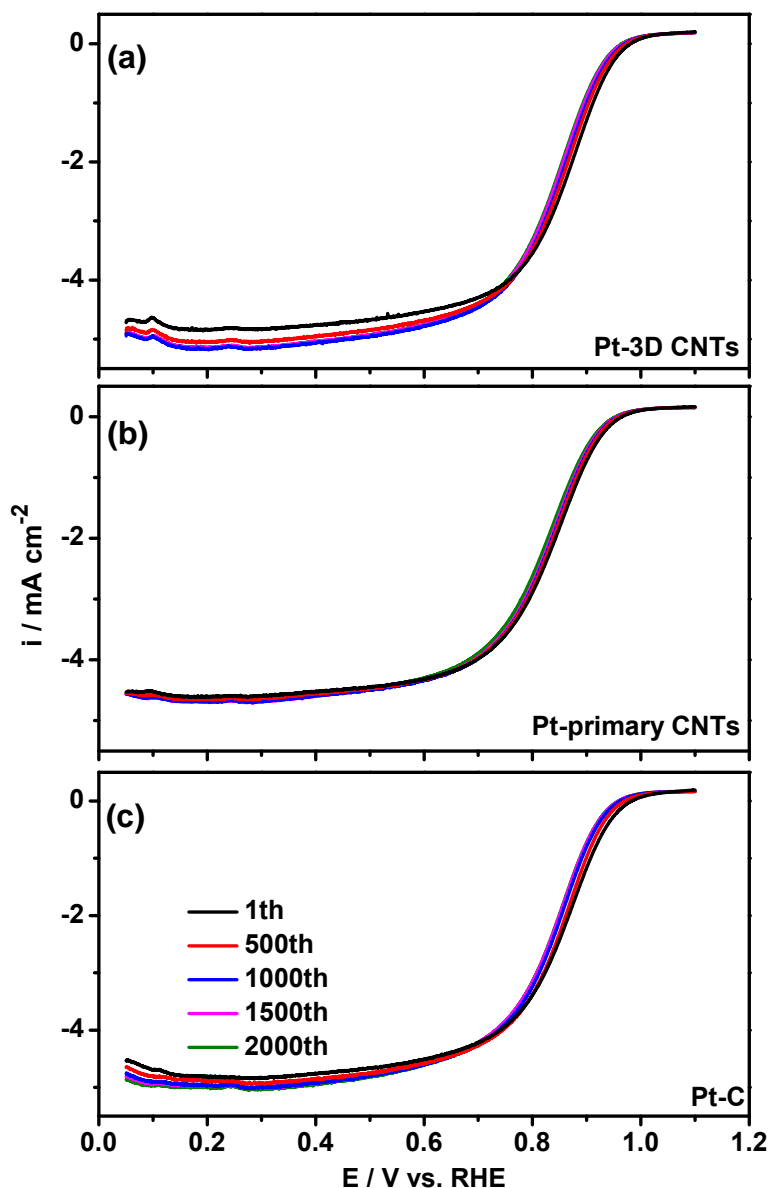 (a)
0
-2
-4
Pt-3D CNTs
(b)
0
-2
-4
Pt-primary CNTs
i / mA cm⁻²
(c)
0
-2
-4
1th
500th
1000th
1500th
2000th
Pt-C
0.0 0.2 0.4 0.6 0.8 1.0 1.2
E / V vs. RHE